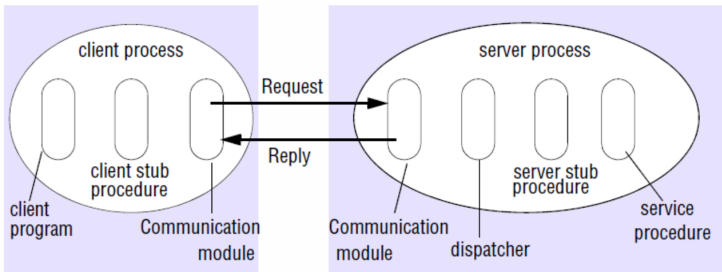 client process
server process
Request
Reply
client stub
procedure
server stub
procedure
client
program
Communication
module
Communication
module
dispatcher
service
procedure